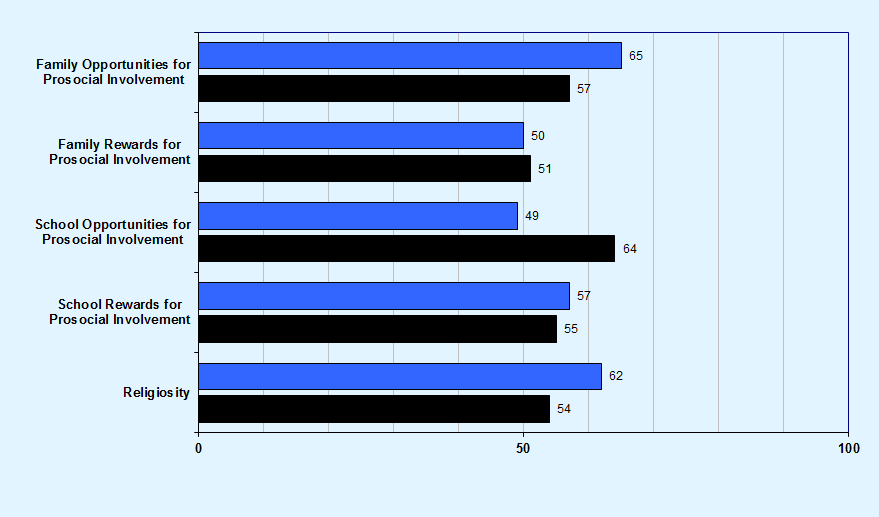 Family Opportunities for
Prosocial Involvement
65
57
Family Rewards for
Prosocial Involvement
50
51
School Opportunities for
Prosocial Involvement
49
64
School Rewards for
Prosocial Involvement
57
55
Religiosity
62
54
0
50
100